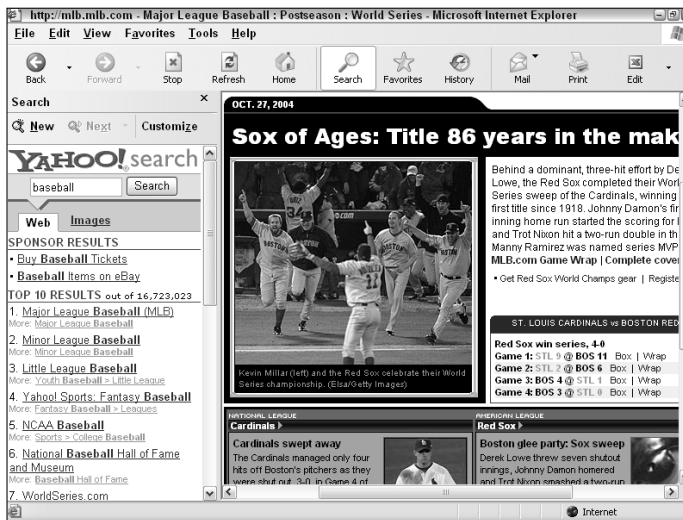 http://mlb.mlb.com - Major League Baseball : Postseason : World Series - Microsoft Internet Explorer
File Edit View Favorites Tools Help
Back Forward Stop Refresh Home Search Favorites History Mail Print Edit
Search
New Next Customize
YAHOO! search
baseball Search
Web Images
SPONSOR RESULTS
• Buy Baseball Tickets
• Baseball Items on eBay
TOP 10 RESULTS out of 16,723,023
1. Major League Baseball (MLB)
More: Major League Baseball
2. Minor League Baseball
More: Minor League Baseball
3. Little League Baseball
More: Youth Baseball > Little League
4. Yahoo! Sports: Fantasy Baseball
More: Fantasy Baseball > Leagues
5. NCAA Baseball
More: Sports > College Baseball
6. National Baseball Hall of Fame
and Museum
More: Baseball Hall of Fame
7. WorldSeries.com
OCT. 27, 2004
Sox of Ages: Title 86 years in the mak
34
.com
BOSTON
BOSTON
11
Kevin Millar (left) and the Red Sox celebrate their World
Series championship. (Elsa/Getty Images)
Behind a dominant, three-hit effort by De
Lowe, the Red Sox completed their Worl
Series sweep of the Cardinals, winning
first title since 1918. Johnny Damon's fir
inning home run started the scoring for
and Trot Nixon hit a two-run double in th
Manny Ramirez was named series MVP
MLB.com Game Wrap | Complete cover
• Get Red Sox World Champs gear | Registe
ST. LOUIS CARDINALS vs BOSTON RED
Red Sox win series, 4-0
Game 1: STL 9 @ BOS 11 Box | Wrap
Game 2: STL 2 @ BOS 6 Box | Wrap
Game 3: BOS 4 @ STL 1 Box | Wrap
Game 4: BOS 3 @ STL 0 Box | Wrap
NATIONAL LEAGUE
Cardinals
Cardinals swept
away
The Cardinals managed only four
hits off Boston's pitchers as they
were shut out, 3-0, in Game 4 of
AMERICAN LEAGUE
Red Sox
Boston glee party: Sox sweep
Derek Lowe threw seven shutout
innings, Johnny Damon homered
and Trot Nixon smashed a two-run
Internet